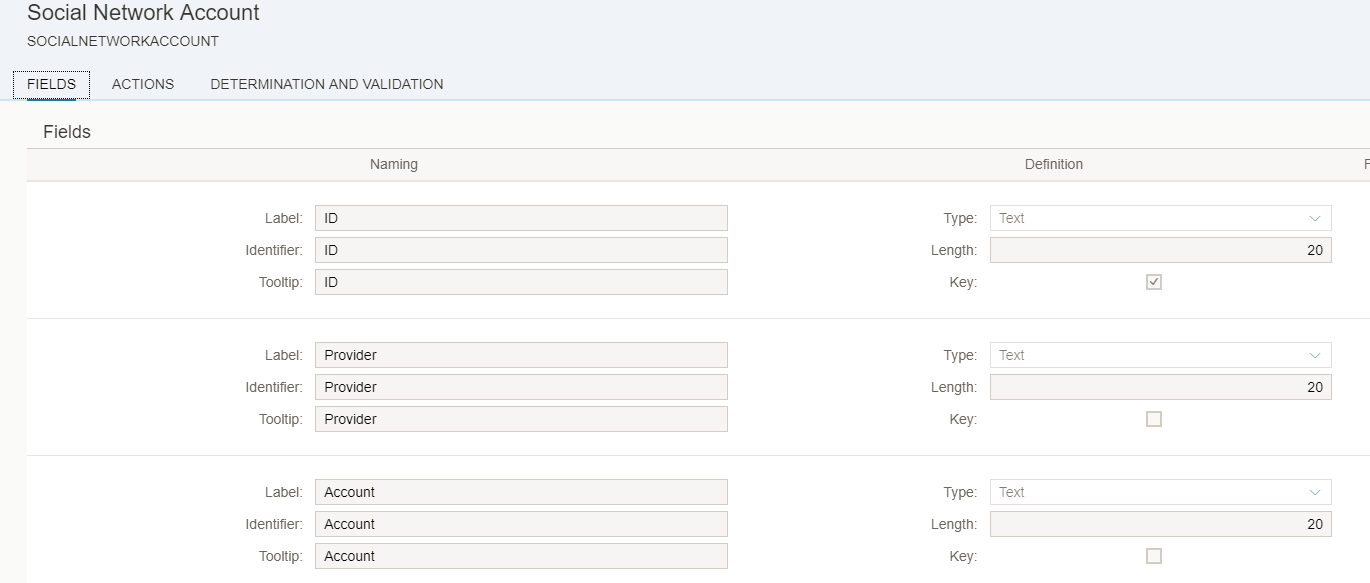 Social Network Account
SOCIALNETWORKACCOUNT
FIELDS ACTIONS DETERMINATION AND VALIDATION
Fields
Naming Definition F
Label: ID Type: Text
Identifier: ID Length: 20
Tooltip: ID Key:
Label: Provider Type: Text
Identifier: Provider Length: 20
Tooltip: Provider Key:
Label: Account Type: Text
Identifier: Account Length: 20
Tooltip: Account Key: